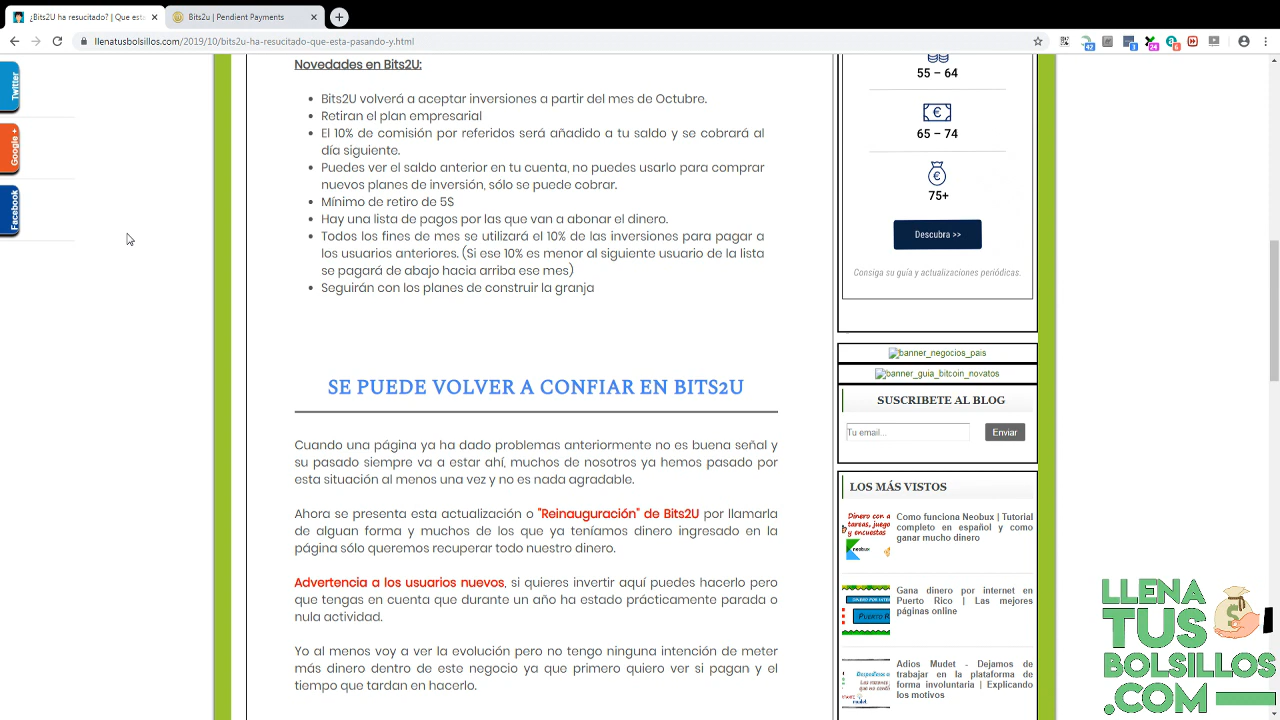 ¿Bits2U ha resucitado? | Que est
Bits2u | Pendient Payments
llenatusbolsillos.com/2019/10/bits2u-ha-resucitado-que-esta-pasando-y.html
Twitter
Google +
Facebook
Novedades en Bits2U:
Bits2U volverá a aceptar inversiones a partir del mes de Octubre.
Retiran el plan empresarial
El 10% de comisión por referidos será añadido a tu saldo y se cobrará al
día siguiente.
Puedes ver el saldo anterior en tu cuenta, no puedes usarlo para comprar
nuevos planes de inversión, sólo se puede cobrar.
Mínimo de retiro de 5$
Hay una lista de pagos por las que van a abonar el dinero.
Todos los fines de mes se utilizará el 10% de las inversiones para pagar a
los usuarios anteriores. (Si ese 10% es menor al siguiente usuario de la lista
se pagará de abajo hacia arriba ese mes)
Seguirán con los planes de construir la granja
SE PUEDE VOLVER A CONFIAR EN BITS2U
Cuando una página ya ha dado problemas anteriormente no es buena señal y
su pasado siempre va a estar ahí, muchos de nosotros ya hemos pasado por
esta situación al menos una vez y no es nada agradable.
Ahora se presenta esta actualización o "Reinauguración" de Bits2U por llamarla
de alguan forma y muchos de los que ya teníamos dinero ingresado en la
página sólo queremos recuperar todo nuestro dinero.
Advertencia a los usuarios nuevos, si quieres invertir aquí puedes hacerlo pero
que tengas en cuenta que durante un año ha estado prácticamente parada o
nula actividad.
Yo al menos voy a ver la evolución pero no tengo ninguna intención de meter
más dinero dentro de este negocio ya que primero quiero ver si pagan y el
tiempo que tardan en hacerlo.
55 – 64
65 – 74
75+
Descubra >>
Consiga su guía y actualizaciones periódicas.
banner_negocios_pais
banner_guia_bitcoin_novatos
SUSCRIBETE AL BLOG
Tu email...
Enviar
LOS MÁS VISTOS
Como funciona Neobux | Tutorial
completo en español y como
ganar mucho dinero
Gana dinero por internet en
Puerto Rico | Las mejores
páginas online
Adios Mudet - Dejamos de
trabajar en la plataforma de
forma involuntaria | Explicando
los motivos
LLENA
TUS
BOLSILLOS
.COM